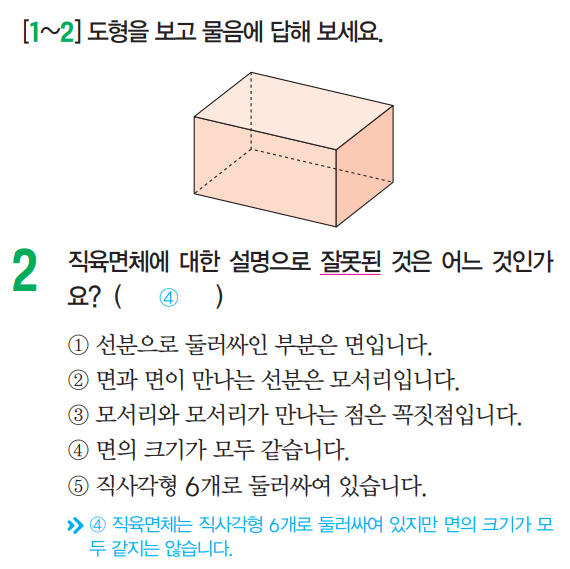 [1~2] 도형을 보고 물음에 답해 보세요.
2 직육면체에 대한 설명으로 잘못된 것은 어느 것인가
요? ( ④ )
① 선분으로 둘러싸인 부분은 면입니다.
② 면과 면이 만나는 선분은 모서리입니다.
③ 모서리와 모서리가 만나는 점은 꼭짓점입니다.
④ 면의 크기가 모두 같습니다.
⑤ 직사각형 6개로 둘러싸여 있습니다.
④ 직육면체는 직사각형 6개로 둘러싸여 있지만 면의 크기가 모
두 같지는 않습니다.